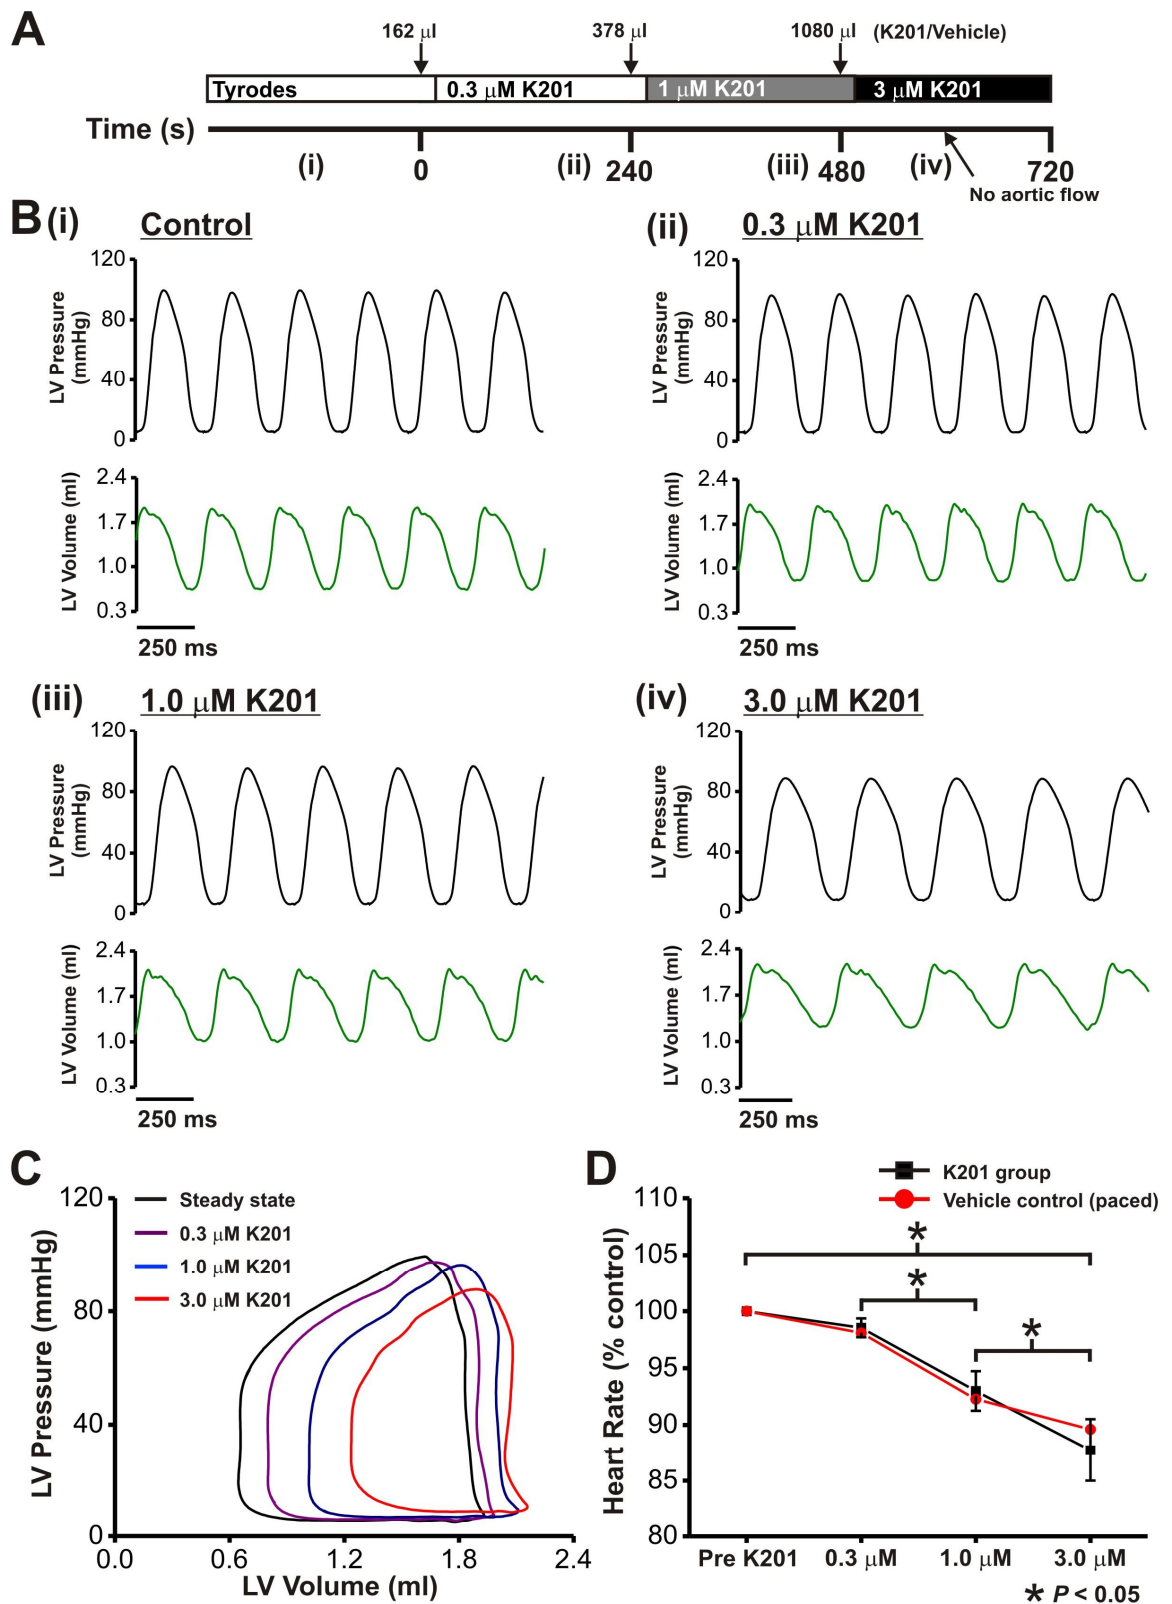 A
162 μl 378 μl 1080 μl (K201/Vehicle)
Tyrodes 0.3 μM K201 1 μM K201 3 μM K201
Time (s)
(i) 0 (ii) 240 (iii) 480 (iv) 720
No aortic flow
B (i) Control
120
80
40
0
LV Pressure
(mmHg)
2.4
1.7
1.0
0.3
LV Volume (ml)
250 ms
(ii) 0.3 μM K201
120
80
40
0
LV Pressure
(mmHg)
2.4
1.7
1.0
0.3
LV Volume (ml)
250 ms
(iii) 1.0 μM K201
120
80
40
0
LV Pressure
(mmHg)
2.4
1.7
1.0
0.3
LV Volume (ml)
250 ms
(iv) 3.0 μM K201
120
80
40
0
LV Pressure
(mmHg)
2.4
1.7
1.0
0.3
LV Volume (ml)
250 ms
C
Steady state
0.3 μM K201
1.0 μM K201
3.0 μM K201
120
80
40
0
LV Pressure (mmHg)
0.0 0.6 1.2 1.8 2.4
LV Volume (ml)
D
K201 group
Vehicle control (paced)
110
105
100
95
90
85
80
Heart Rate (% control)
*
*
*
Pre K201 0.3 μM 1.0 μM 3.0 μM
* P < 0.05